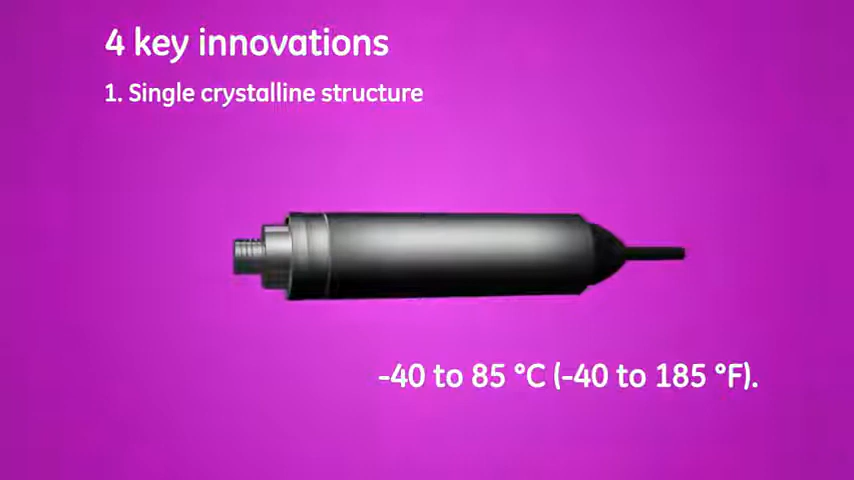 4 key innovations
1. Single crystalline structure
-40 to 85 °C (-40 to 185 °F).